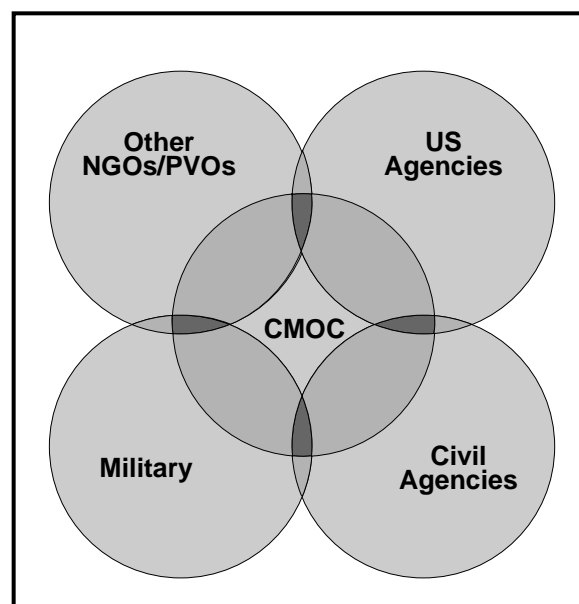 Other
NGOs/PVOs
US
Agencies
CMOC
Military
Civil
Agencies